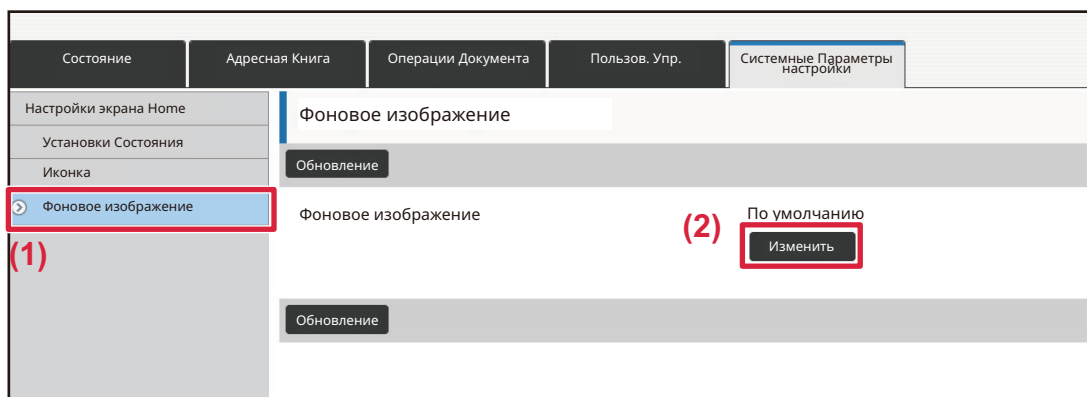 Состояние
Адресная Книга
Операции Документа
Пользов. Упр.
Системные Параметры
настройки
Настройки экрана Home
Фоновое изображение
Установки Состояния
Иконка
Обновление
Фоновое изображение
(1)
Фоновое изображение
По умолчанию
(2)
Изменить
Обновление